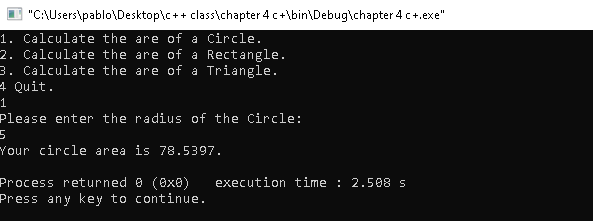 "C:\Users\pablo\Desktop\c++ class\chapter 4 c+\bin\Debug\chapter 4 c+.exe"
1. Calculate the are of a Circle.
2. Calculate the are of a Rectangle.
3. Calculate the are of a Triangle.
4 Quit.
1
Please enter the radius of the Circle:
5
Your circle area is 78.5397.
Process returned 0 (0x0)   execution time : 2.508 s
Press any key to continue.